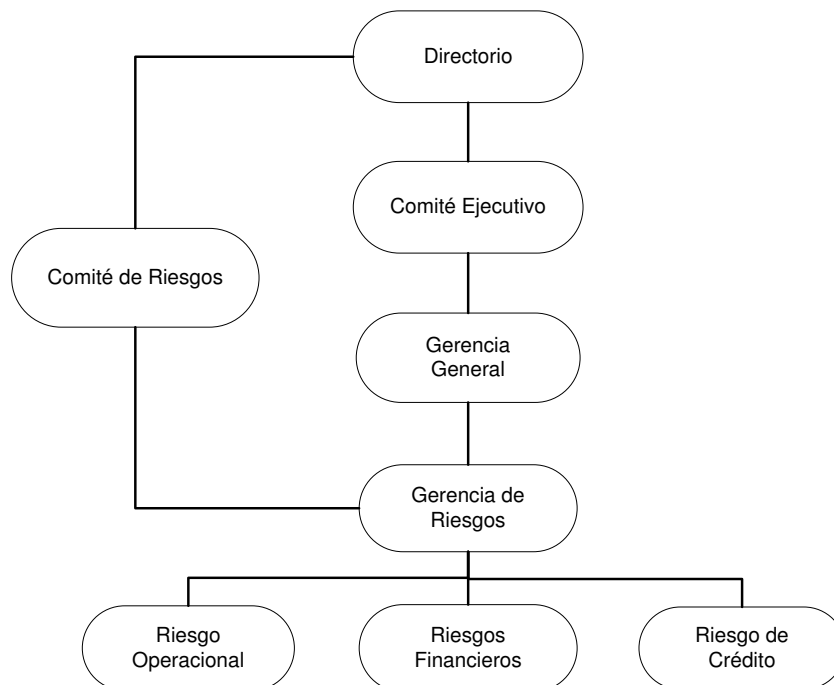 Directorio
Comité Ejecutivo
Comité de Riesgos
Gerencia
General
Gerencia de
Riesgos
Riesgo
Operacional
Riesgos
Financieros
Riesgo de
Crédito